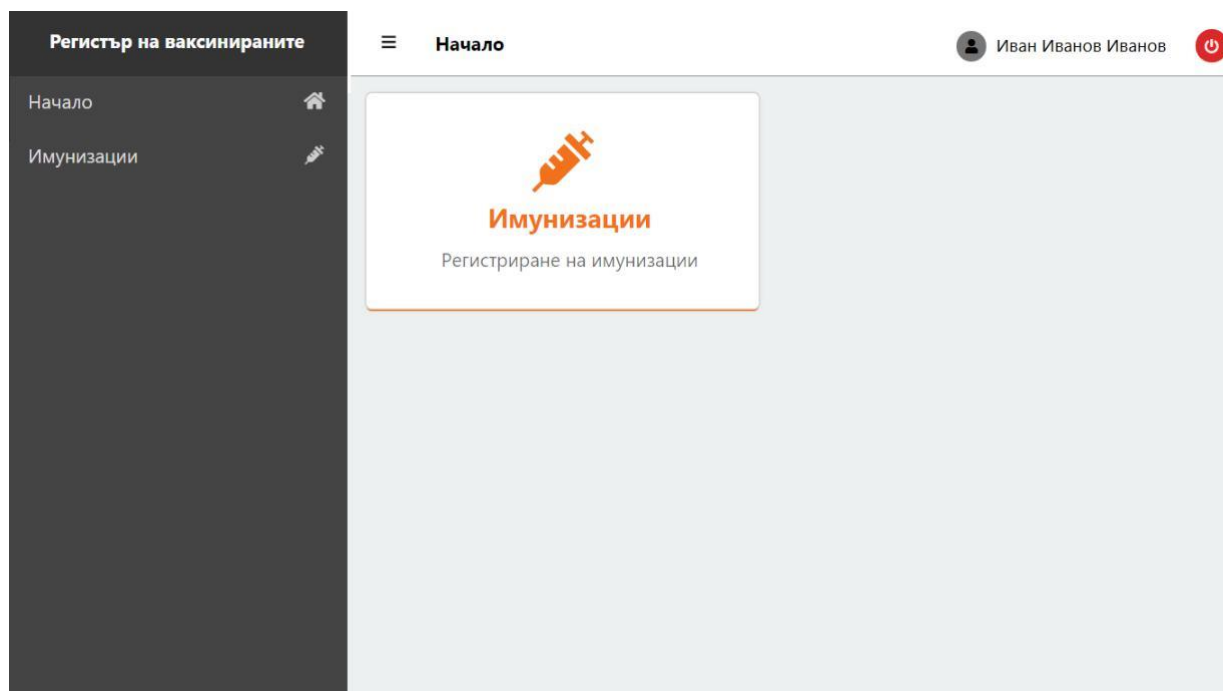 Регистър на ваксинираните
Начало
Иван Иванов Иванов
Начало
Имунизации
Имунизации
Регистриране на имунизации